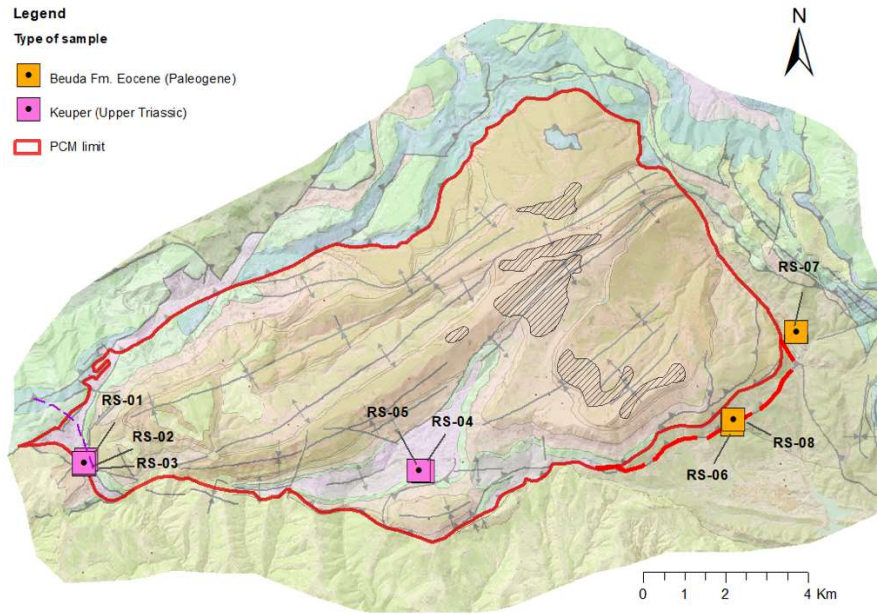 Legend
Type of sample
Beuda Fm. Eocene (Paleogene)
Keuper (Upper Triassic)
PCM limit
N
RS-07
RS-01
RS-02
RS-03
RS-05
RS-04
RS-08
RS-06
0 1 2 4 Km